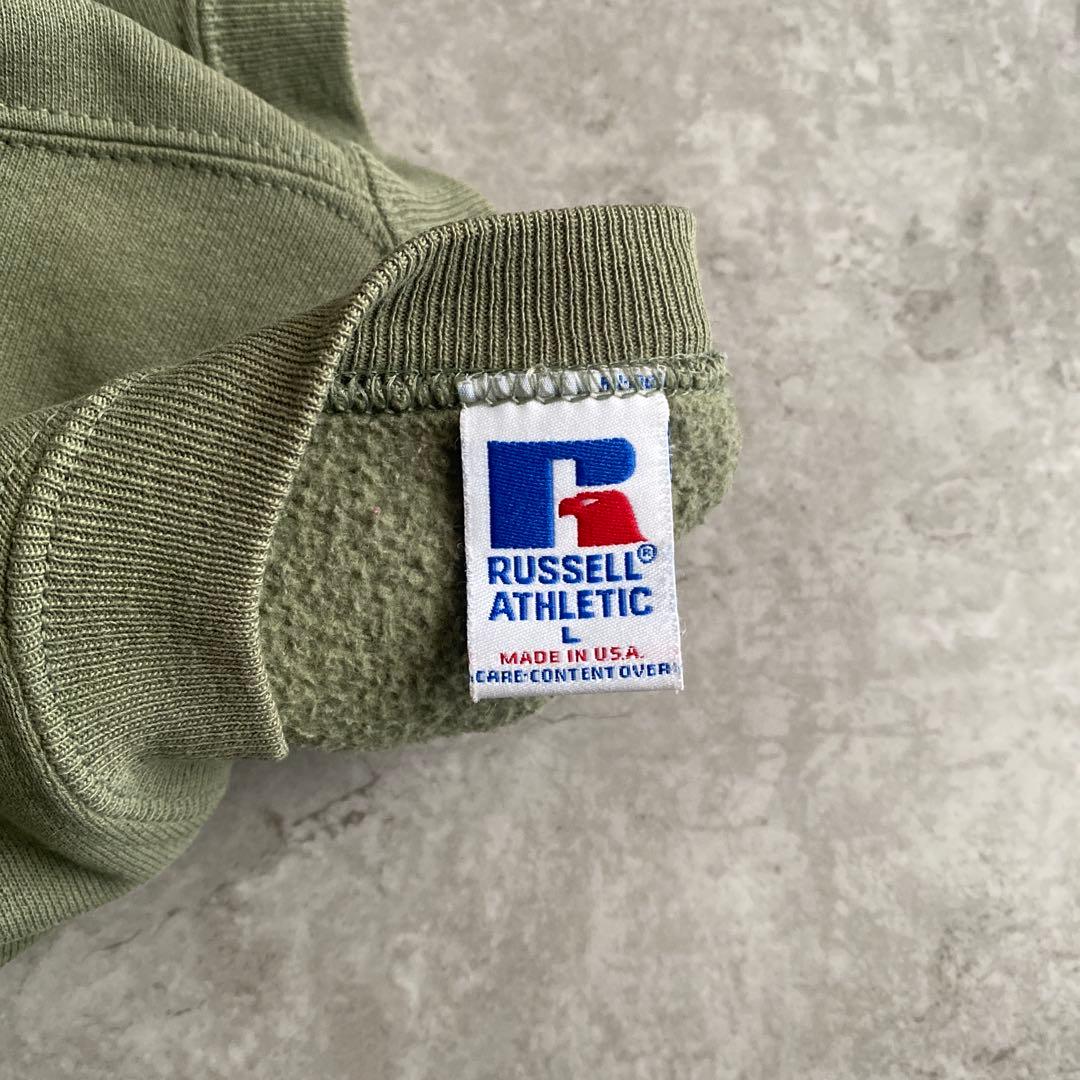 R
RUSSELL®
ATHLETIC
L
MADE IN U.S.A.
CARE-CONTENT OVER